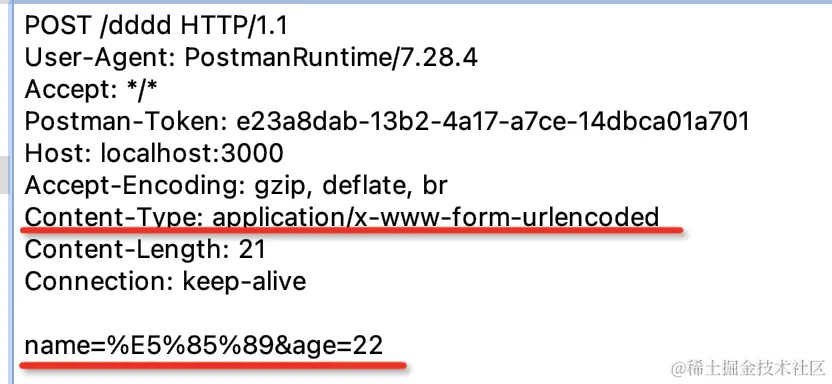 POST /dddd HTTP/1.1
User-Agent: PostmanRuntime/7.28.4
Accept: */*
Postman-Token: e23a8dab-13b2-4a17-a7ce-14dbca01a701
Host: localhost:3000
Accept-Encoding: gzip, deflate, br
Content-Type: application/x-www-form-urlencoded
Content-Length: 21
Connection: keep-alive
name=%E5%85%89&age=22
@稀土掘金技术社区